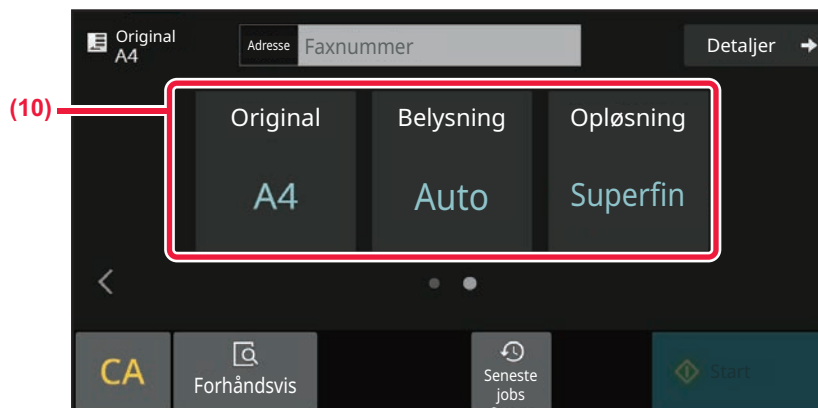 Original
A4
Adresse Faxnummer
Detaljer
(10)
Original Belysning Opløsning
A4 Auto Superfin
CA
Forhåndsvis
Seneste
jobs
Start